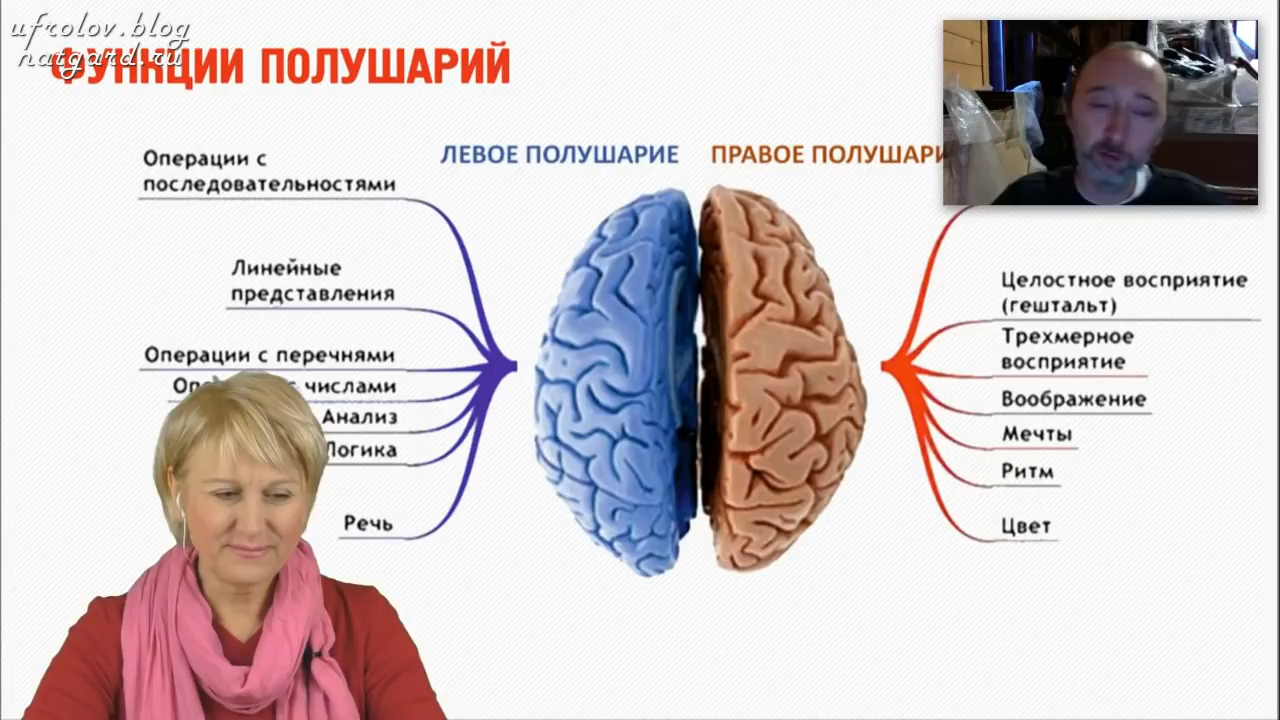 ufrolov.blog
natgard.ru
ФУНКЦИИ ПОЛУШАРИЙ
ЛЕВОЕ ПОЛУШАРИЕ
ПРАВОЕ
Операции с
последовательностями
Линейные
представления
Операции с перечнями
с числами
Анализ
Логика
Речь
Целостное восприятие
(гештальт)
Трехмерное
восприятие
Воображение
Мечты
Ритм
Цвет